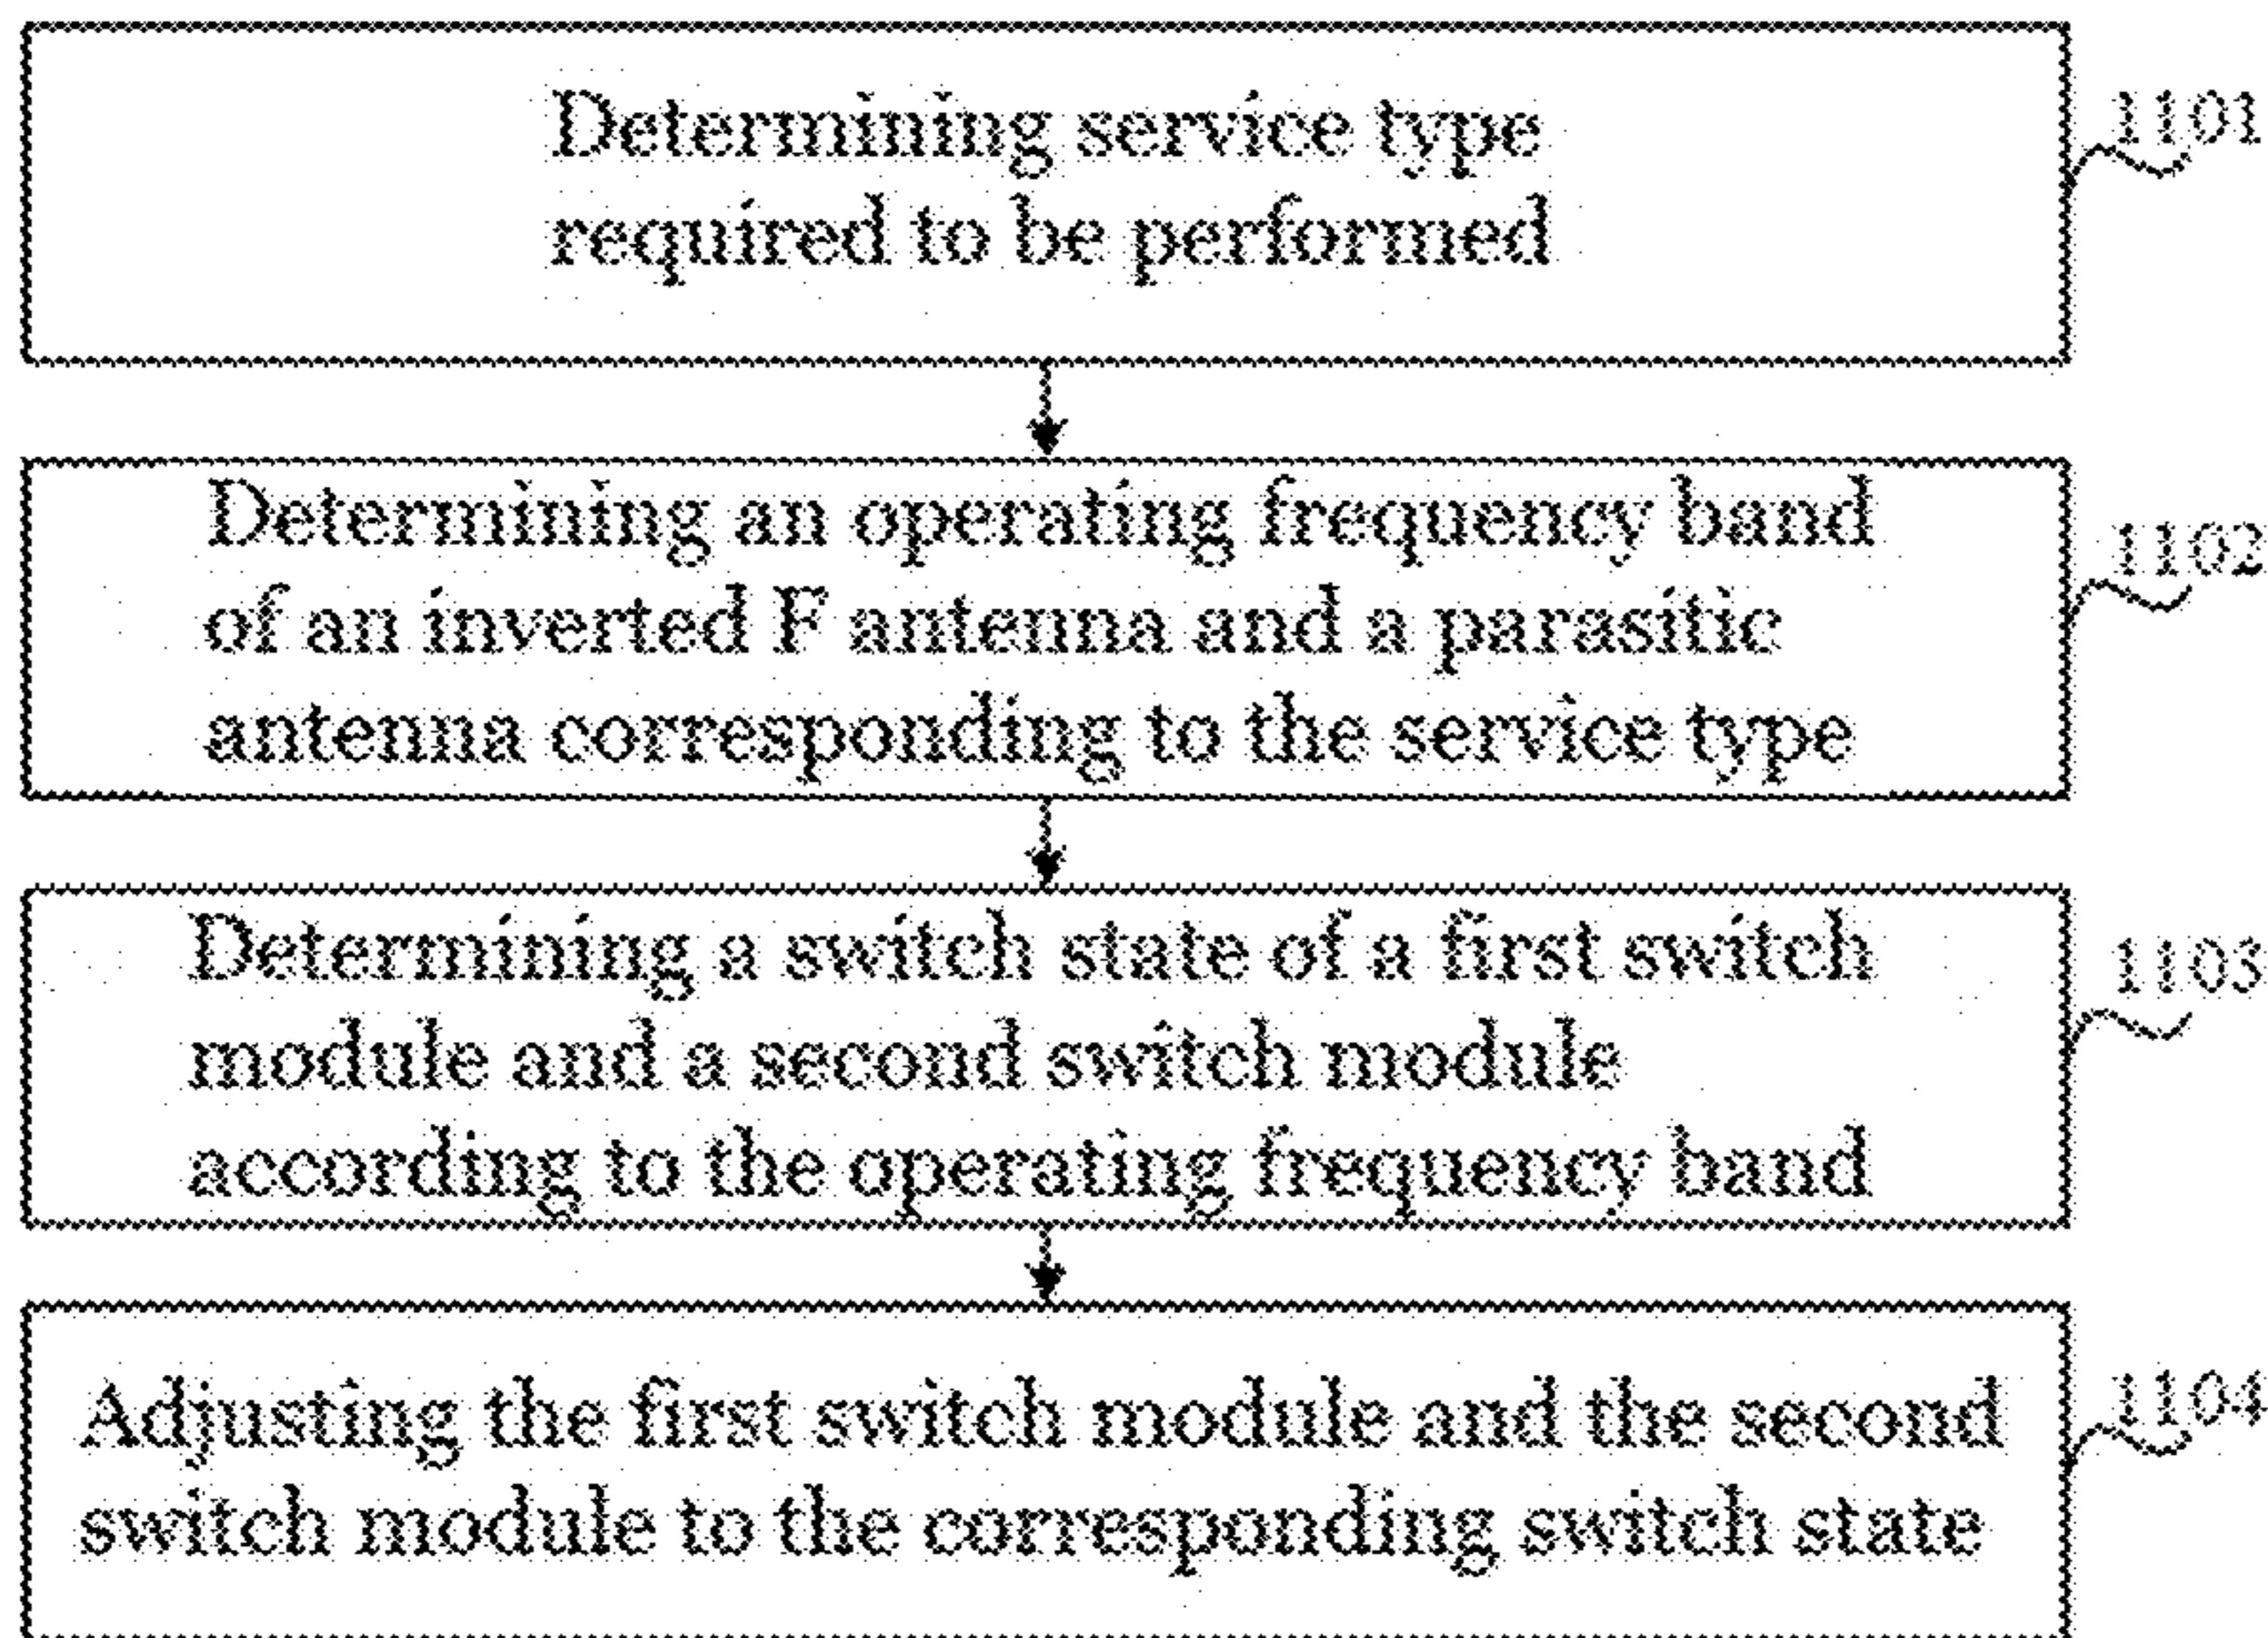 Determining service type
required to be performed
1101
Determining an operating frequency band
of an inverted F antenna and a parasitic
antenna corresponding to the service type
1102
Determining a switch state of a first switch
module and a second switch module
according to the operating frequency band
1103
Adjusting the first switch module and the second
switch module to the corresponding switch state
1104